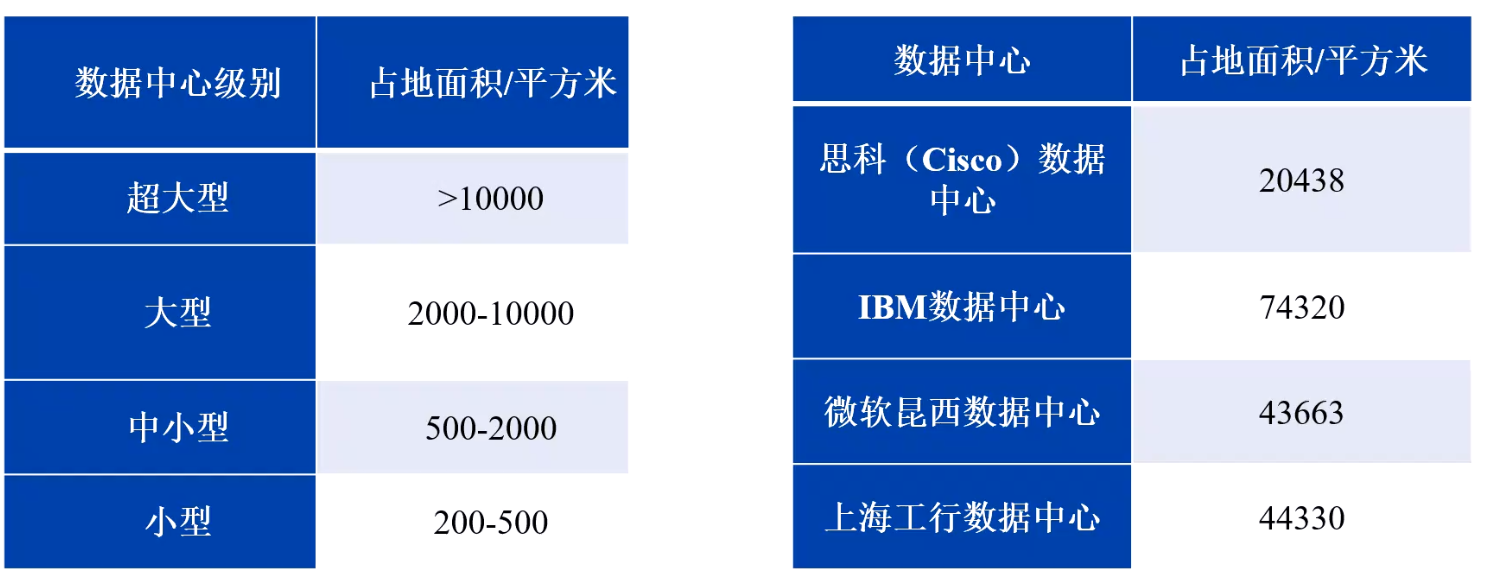 数据中心级别 占地面积/平方米
超大型 >10000
大型 2000-10000
中小型 500-2000
小型 200-500
数据中心 占地面积/平方米
思科（Cisco）数据
中心 20438
IBM数据中心 74320
微软昆西数据中心 43663
上海工行数据中心 44330